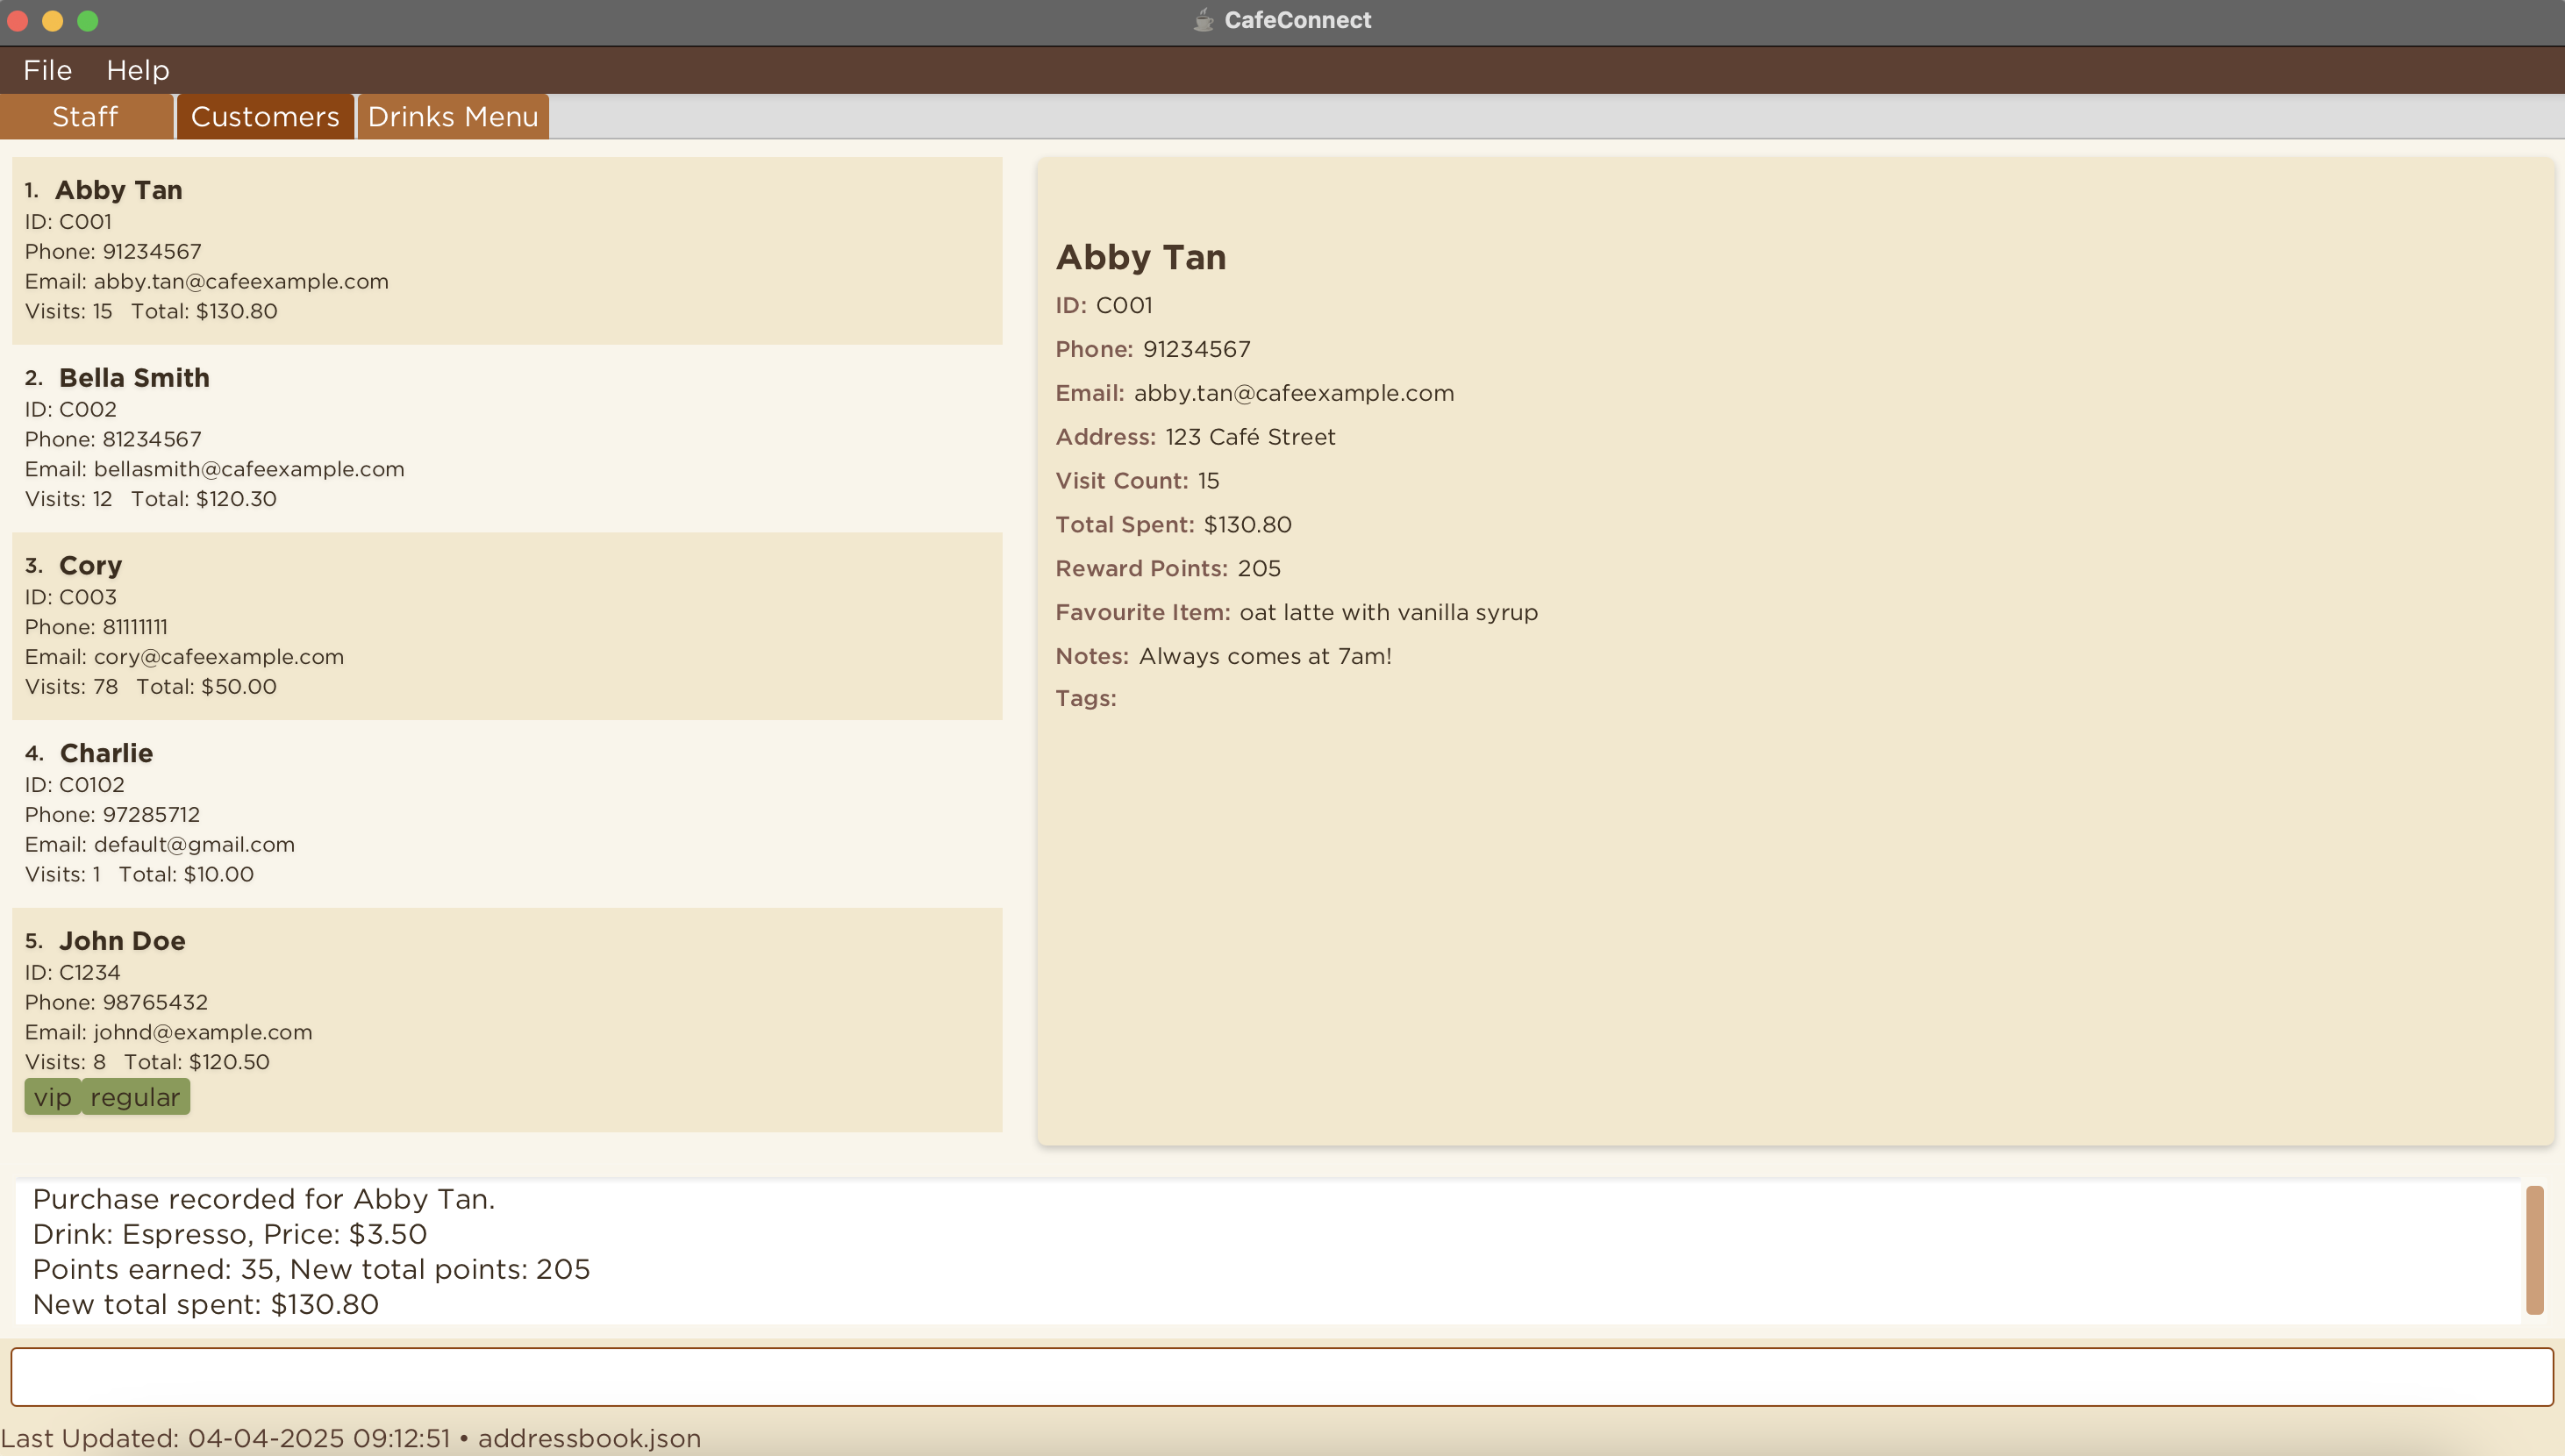 CafeConnect
File Help
Staff Customers Drinks Menu
1. Abby Tan
ID: C001
Phone: 91234567
Email: abby.tan@cafeexample.com
Visits: 15 Total: $130.80
2. Bella Smith
ID: C002
Phone: 81234567
Email: bellasmith@cafeexample.com
Visits: 12 Total: $120.30
3. Cory
ID: C003
Phone: 81111111
Email: cory@cafeexample.com
Visits: 78 Total: $50.00
4. Charlie
ID: C0102
Phone: 97285712
Email: default@gmail.com
Visits: 1 Total: $10.00
5. John Doe
ID: C1234
Phone: 98765432
Email: johnd@example.com
Visits: 8 Total: $120.50
vip regular
Abby Tan
ID: C001
Phone: 91234567
Email: abby.tan@cafeexample.com
Address: 123 Café Street
Visit Count: 15
Total Spent: $130.80
Reward Points: 205
Favourite Item: oat latte with vanilla syrup
Notes: Always comes at 7am!
Tags:
Purchase recorded for Abby Tan.
Drink: Espresso, Price: $3.50
Points earned: 35, New total points: 205
New total spent: $130.80
Last Updated: 04-04-2025 09:12:51 • addressbook.json